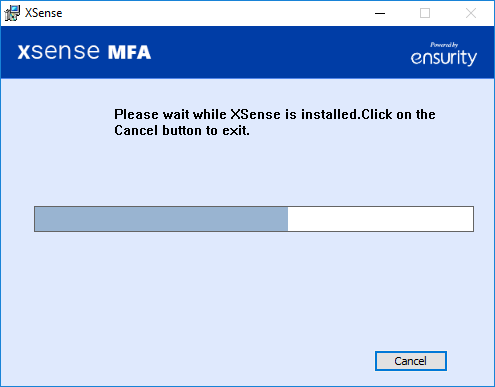 XSense
xsense MFA
Powered by
ensurity
Please wait while XSense is installed.Click on the
Cancel button to exit.
Cancel